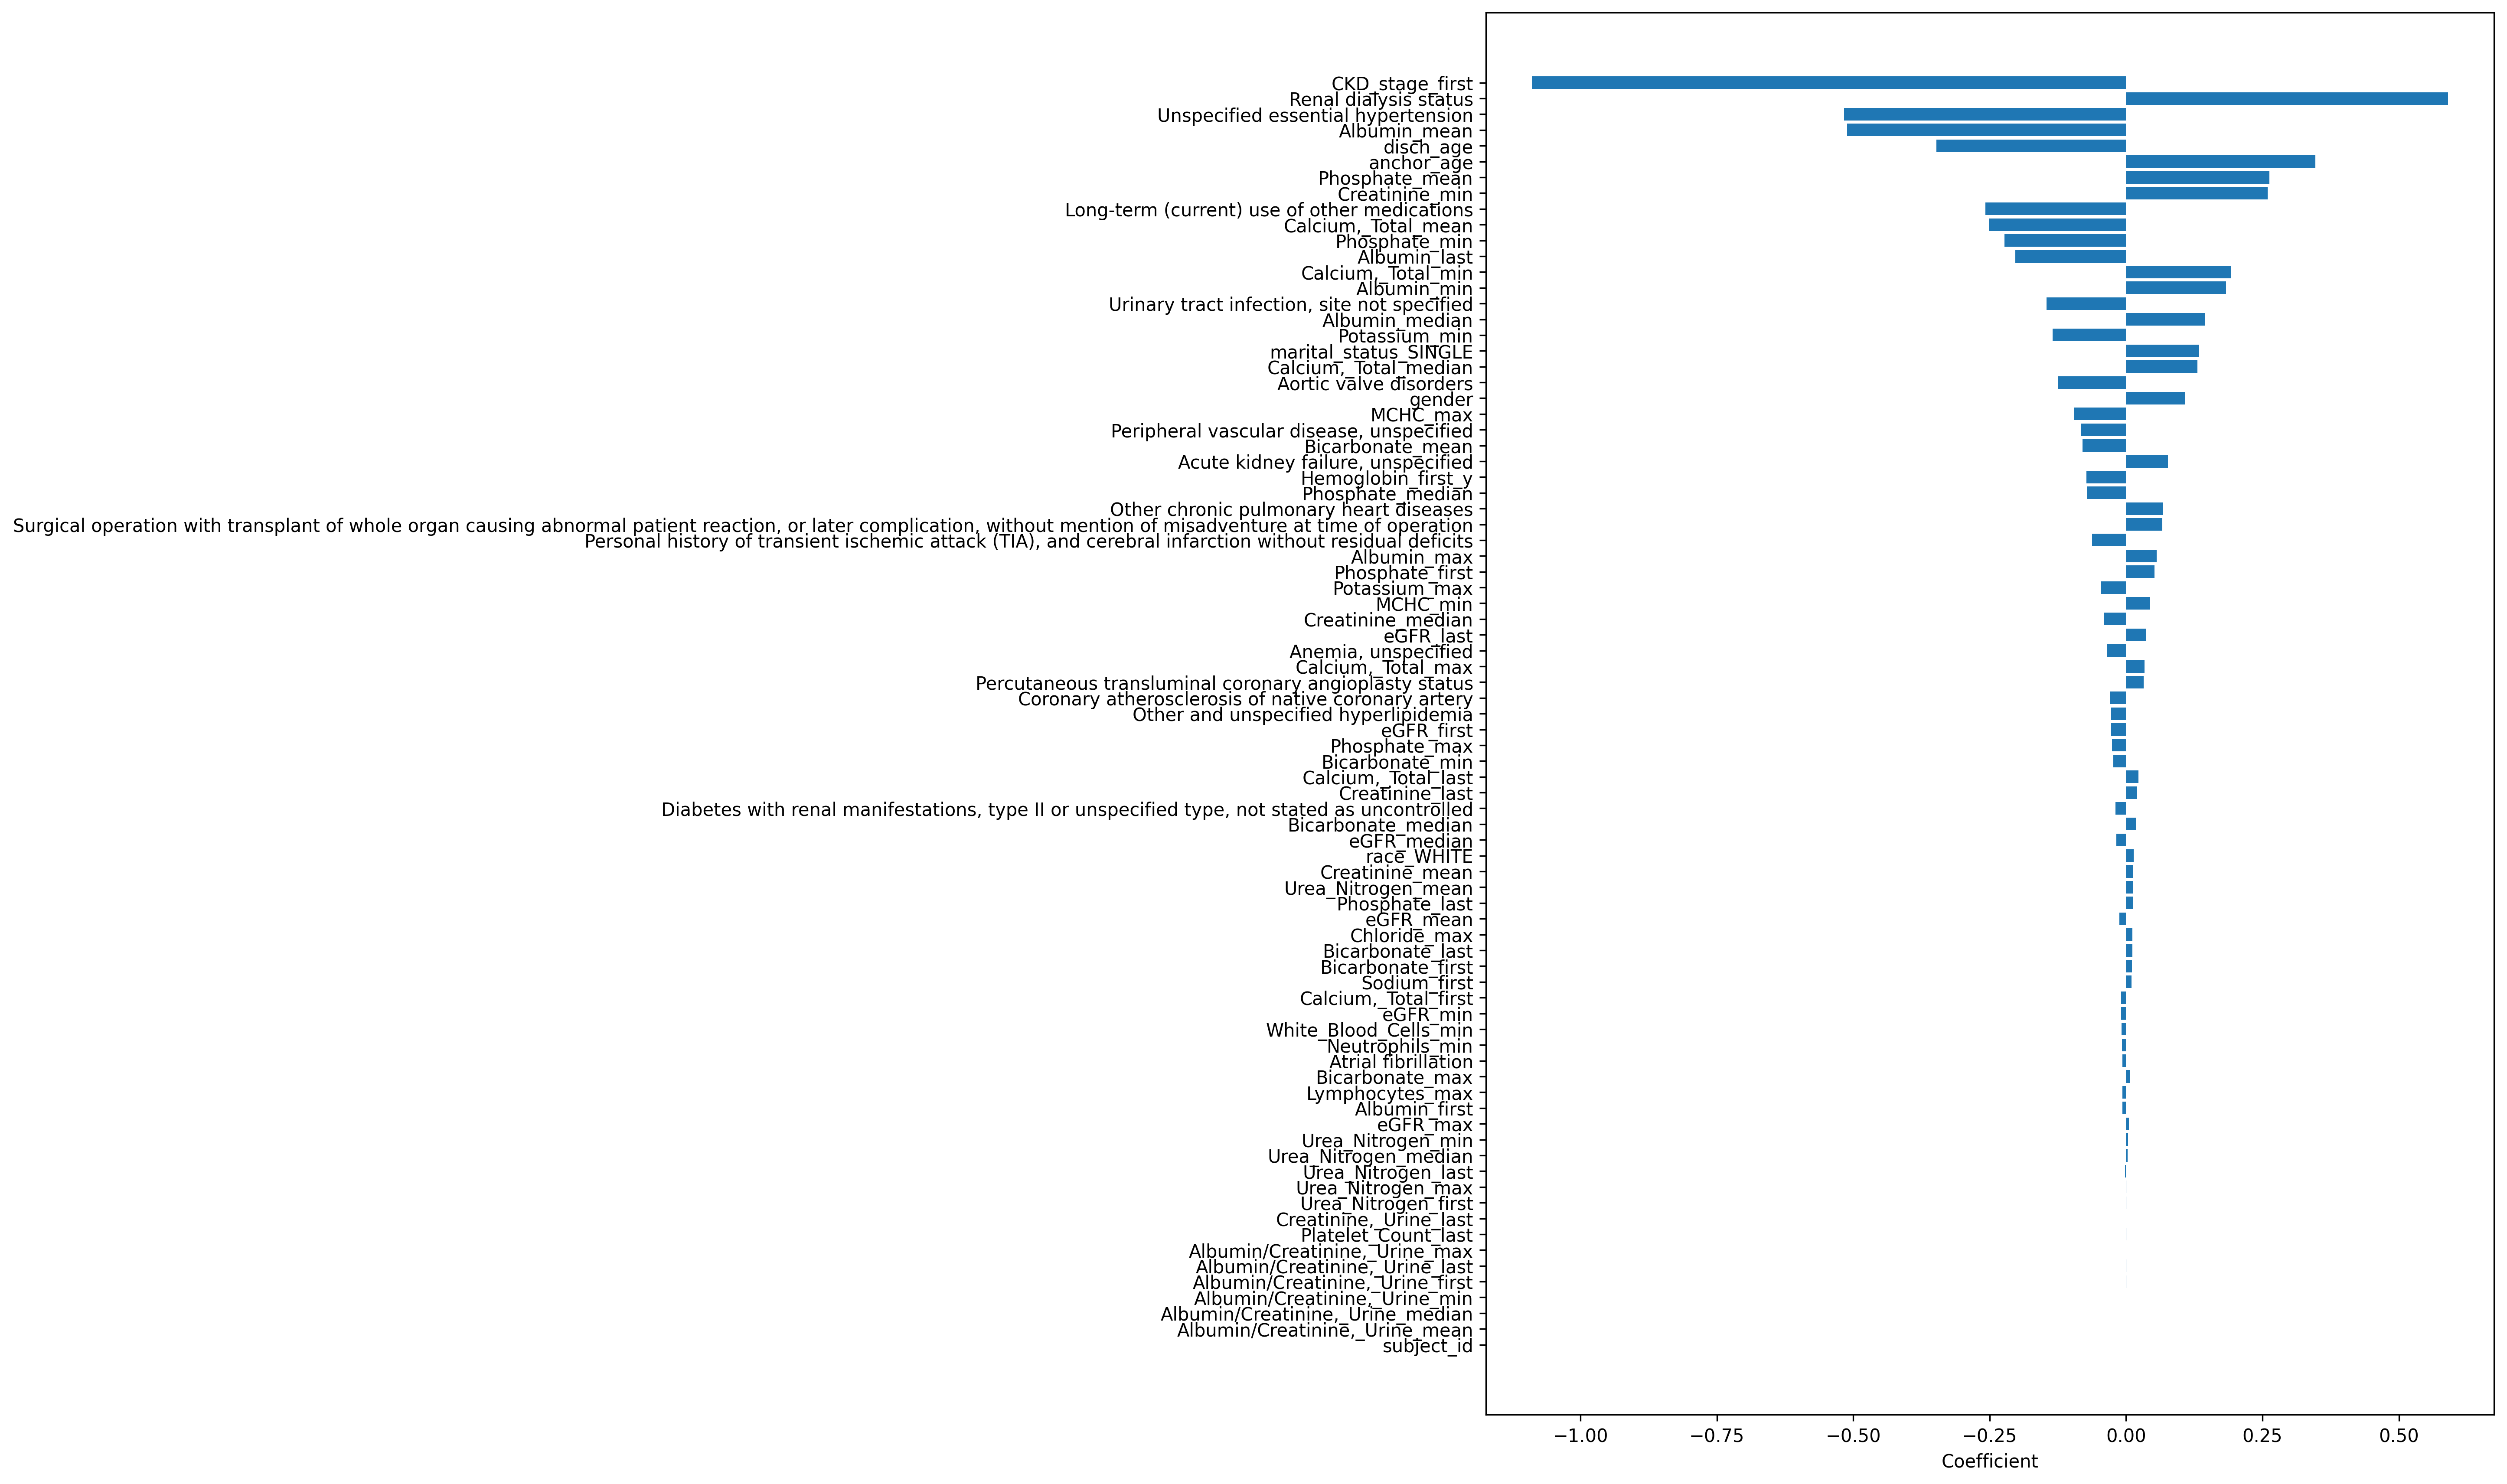 CKD_stage_first
Renal dialysis status
Unspecified essential hypertension
Albumin_mean
disch_age
anchor_age
Phosphate_mean
Creatinine_min
Long-term (current) use of other medications
Calcium,_Total_mean
Phosphate_min
Albumin_last
Calcium,_Total_min
Albumin_min
Urinary tract infection, site not specified
Albumin_median
Potassium_min
marital_status_SINGLE
Calcium,_Total_median
Aortic valve disorders
gender
MCHC_max
Peripheral vascular disease, unspecified
Bicarbonate_mean
Acute kidney failure, unspecified
Hemoglobin_first_y
Phosphate_median
Other chronic pulmonary heart diseases
Surgical operation with transplant of whole organ causing abnormal patient reaction, or later complication, without mention of misadventure at time of operation
Personal history of transient ischemic attack (TIA), and cerebral infarction without residual deficits
Albumin_max
Phosphate_first
Potassium_max
MCHC_min
Creatinine_median
eGFR_last
Anemia, unspecified
Calcium,_Total_max
Percutaneous transluminal coronary angioplasty status
Coronary atherosclerosis of native coronary artery
Other and unspecified hyperlipidemia
eGFR_first
Phosphate_max
Bicarbonate_min
Calcium,_Total_last
Creatinine_last
Diabetes with renal manifestations, type II or unspecified type, not stated as uncontrolled
Bicarbonate_median
eGFR_median
race_WHITE
Creatinine_mean
Urea_Nitrogen_mean
Phosphate_last
eGFR_mean
Chloride_max
Bicarbonate_last
Bicarbonate_first
Sodium_first
Calcium,_Total_first
eGFR_min
White_Blood_Cells_min
Neutrophils_min
Atrial fibrillation
Bicarbonate_max
Lymphocytes_max
Albumin_first
eGFR_max
Urea_Nitrogen_min
Urea_Nitrogen_median
Urea_Nitrogen_last
Urea_Nitrogen_max
Urea_Nitrogen_first
Creatinine,_Urine_last
Platelet_Count_last
Albumin/Creatinine,_Urine_max
Albumin/Creatinine,_Urine_last
Albumin/Creatinine,_Urine_first
Albumin/Creatinine,_Urine_min
Albumin/Creatinine,_Urine_median
Albumin/Creatinine,_Urine_mean
subject_id
−1.00 −0.75 −0.50 −0.25 0.00 0.25 0.50
Coefficient